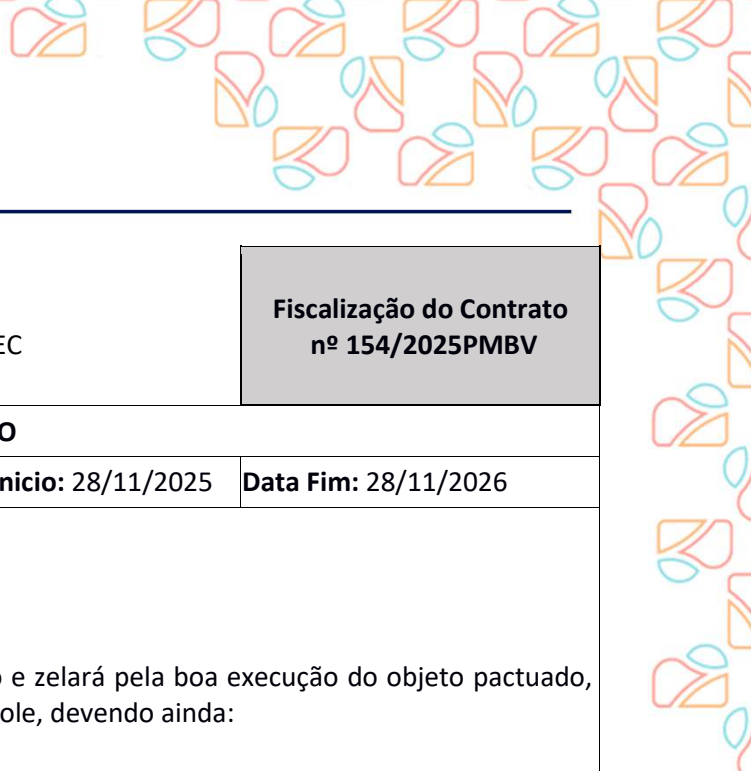 Fiscalização do Contrato
nº 154/2025PMBV
EC
O
nicio: 28/11/2025 Data Fim: 28/11/2026
o e zelará pela boa execução do objeto pactuado,
ole, devendo ainda: